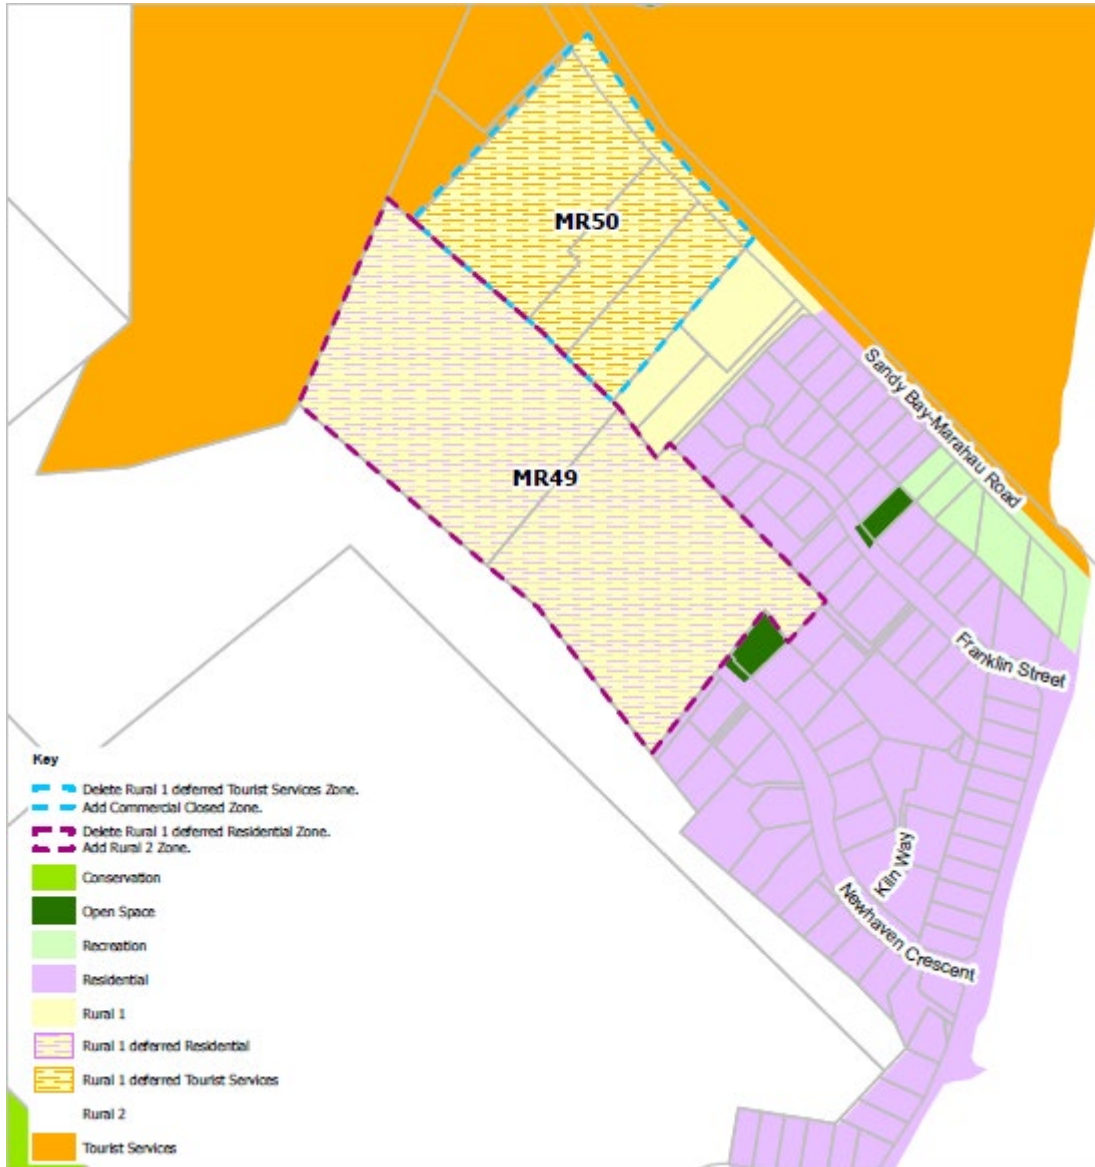 MR50
Sandy Bay-Marahau Road
MR49
Franklin Street
Kiln Way
Newhaven Crescent
Key
Delete Rural 1 deferred Tourist Services Zone.
Add Commercial Closed Zone.
Delete Rural 1 deferred Residential Zone.
Add Rural 2 Zone.
Conservation
Open Space
Recreation
Residential
Rural 1
Rural 1 deferred Residential
Rural 1 deferred Tourist Services
Rural 2
Tourist Services